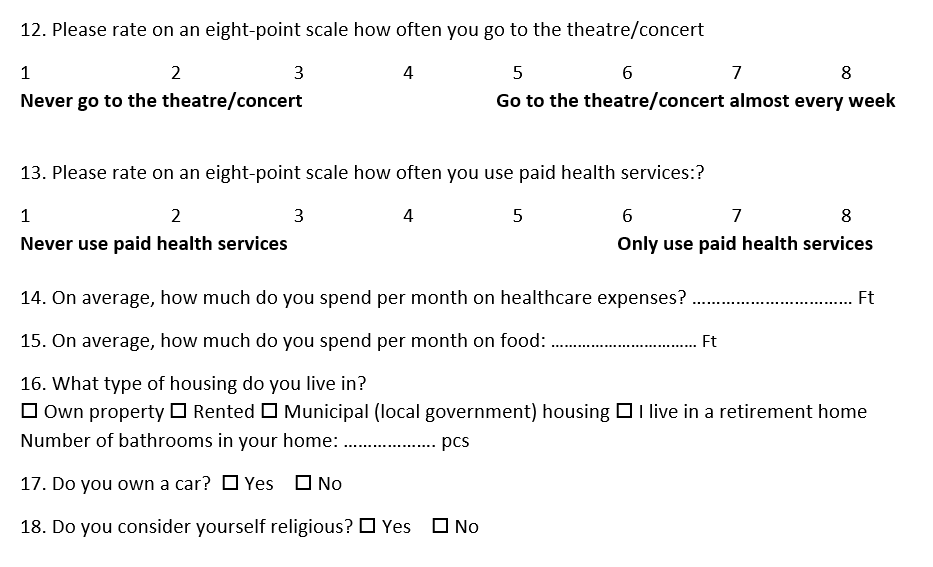 12. Please rate on an eight-point scale how often you go to the theatre/concert
1 2 3 4 5 6 7 8
Never go to the theatre/concert Go to the theatre/concert almost every week
13. Please rate on an eight-point scale how often you use paid health services:?
1 2 3 4 5 6 7 8
Never use paid health services Only use paid health services
14. On average, how much do you spend per month on healthcare expenses? ................................. Ft
15. On average, how much do you spend per month on food: ................................. Ft
16. What type of housing do you live in?
☐ Own property ☐ Rented ☐ Municipal (local government) housing ☐ I live in a retirement home
Number of bathrooms in your home: ................... pcs
17. Do you own a car? ☐ Yes ☐ No
18. Do you consider yourself religious? ☐ Yes ☐ No